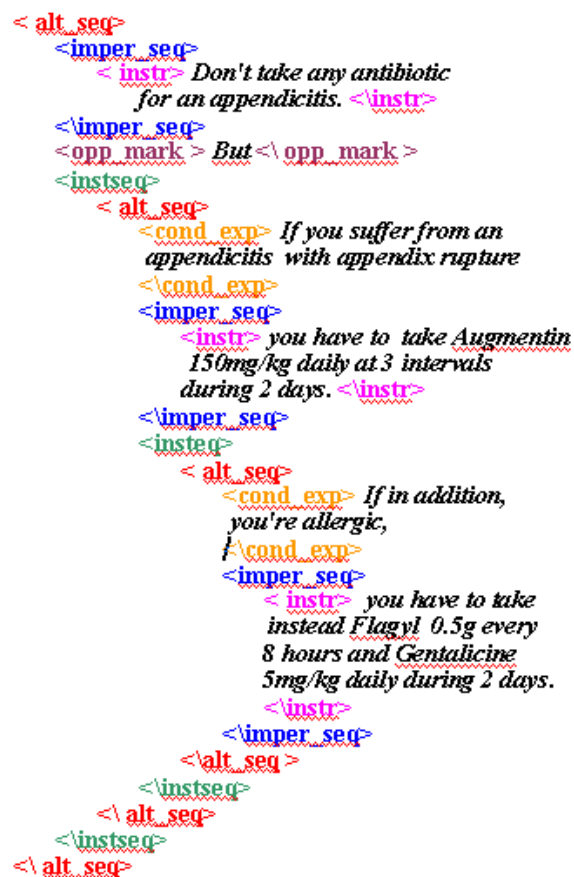 < alt_seq>
<imper_seq>
< instr> Don't take any antibiotic
for an appendicitis. <\instr>
<\imper_seq>
<opp_mark > But <\ opp_mark >
<instseq>
< alt_seq>
<cond_exp> If you suffer from an
appendicitis with appendix rupture
<\cond_exp>
<imper_seq>
<instr> you have to take Augmentin
150mg/kg daily at 3 intervals
during 2 days. <\instr>
<\imper_seq>
<insteq>
< alt_seq>
<cond_exp> If in addition,
you're allergic,
<\cond_exp>
<imper_seq>
< instr> you have to take
instead Flagyl 0.5g every
8 hours and Gentalicine
5mg/kg daily during 2 days.
<\instr>
<\imper_seq>
<\alt_seq >
<\instseq>
<\ alt_seq>
<\instseq>
<\ alt_seq>